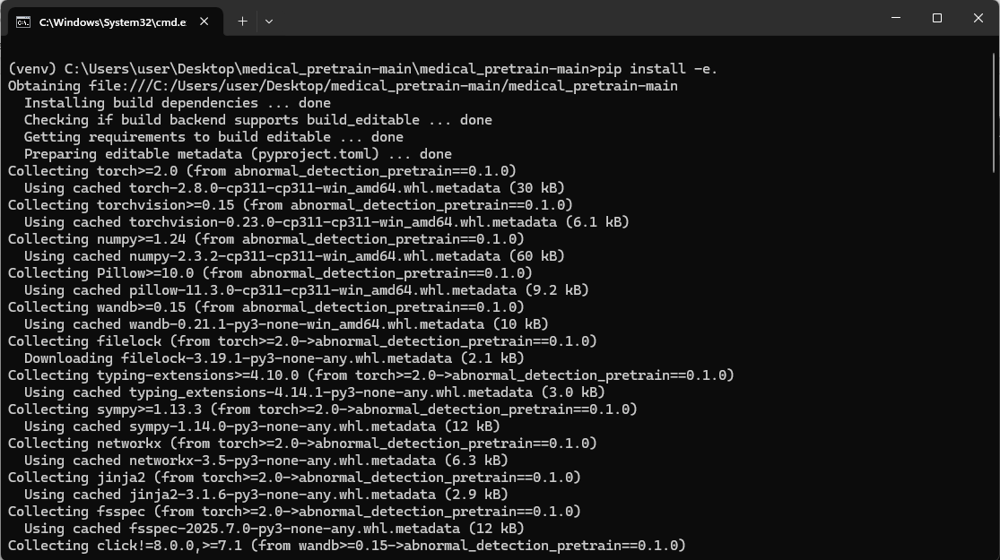 C:\Windows\System32\cmd.e
(venv) C:\Users\user\Desktop\medical_pretrain-main\medical_pretrain-main>pip install -e.
Obtaining file:///C:/Users/user/Desktop/medical_pretrain-main/medical_pretrain-main
  Installing build dependencies ... done
  Checking if build backend supports build_editable ... done
  Getting requirements to build editable ... done
  Preparing editable metadata (pyproject.toml) ... done
Collecting torch>=2.0 (from abnormal_detection_pretrain==0.1.0)
  Using cached torch-2.8.0-cp311-cp311-win_amd64.whl.metadata (30 kB)
Collecting torchvision>=0.15 (from abnormal_detection_pretrain==0.1.0)
  Using cached torchvision-0.23.0-cp311-cp311-win_amd64.whl.metadata (6.1 kB)
Collecting numpy>=1.24 (from abnormal_detection_pretrain==0.1.0)
  Using cached numpy-2.3.2-cp311-cp311-win_amd64.whl.metadata (60 kB)
Collecting Pillow>=10.0 (from abnormal_detection_pretrain==0.1.0)
  Using cached pillow-11.3.0-cp311-cp311-win_amd64.whl.metadata (9.2 kB)
Collecting wandb>=0.15 (from abnormal_detection_pretrain==0.1.0)
  Using cached wandb-0.21.1-py3-none-win_amd64.whl.metadata (10 kB)
Collecting filelock (from torch>=2.0->abnormal_detection_pretrain==0.1.0)
  Downloading filelock-3.19.1-py3-none-any.whl.metadata (2.1 kB)
Collecting typing-extensions>=4.10.0 (from torch>=2.0->abnormal_detection_pretrain==0.1.0)
  Using cached typing_extensions-4.14.1-py3-none-any.whl.metadata (3.0 kB)
Collecting sympy>=1.13.3 (from torch>=2.0->abnormal_detection_pretrain==0.1.0)
  Using cached sympy-1.14.0-py3-none-any.whl.metadata (12 kB)
Collecting networkx (from torch>=2.0->abnormal_detection_pretrain==0.1.0)
  Using cached networkx-3.5-py3-none-any.whl.metadata (6.3 kB)
Collecting jinja2 (from torch>=2.0->abnormal_detection_pretrain==0.1.0)
  Using cached jinja2-3.1.6-py3-none-any.whl.metadata (2.9 kB)
Collecting fsspec (from torch>=2.0->abnormal_detection_pretrain==0.1.0)
  Using cached fsspec-2025.7.0-py3-none-any.whl.metadata (12 kB)
Collecting click!=8.0.0,>=7.1 (from wandb>=0.15->abnormal_detection_pretrain==0.1.0)